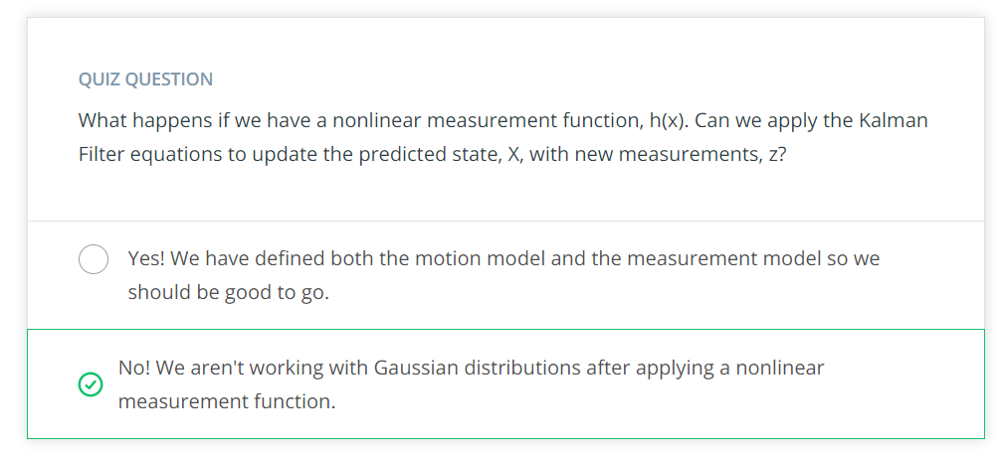 QUIZ QUESTION
What happens if we have a nonlinear measurement function, h(x). Can we apply the Kalman
Filter equations to update the predicted state, X, with new measurements, z?
Yes! We have defined both the motion model and the measurement model so we
should be good to go.
No! We aren't working with Gaussian distributions after applying a nonlinear
measurement function.